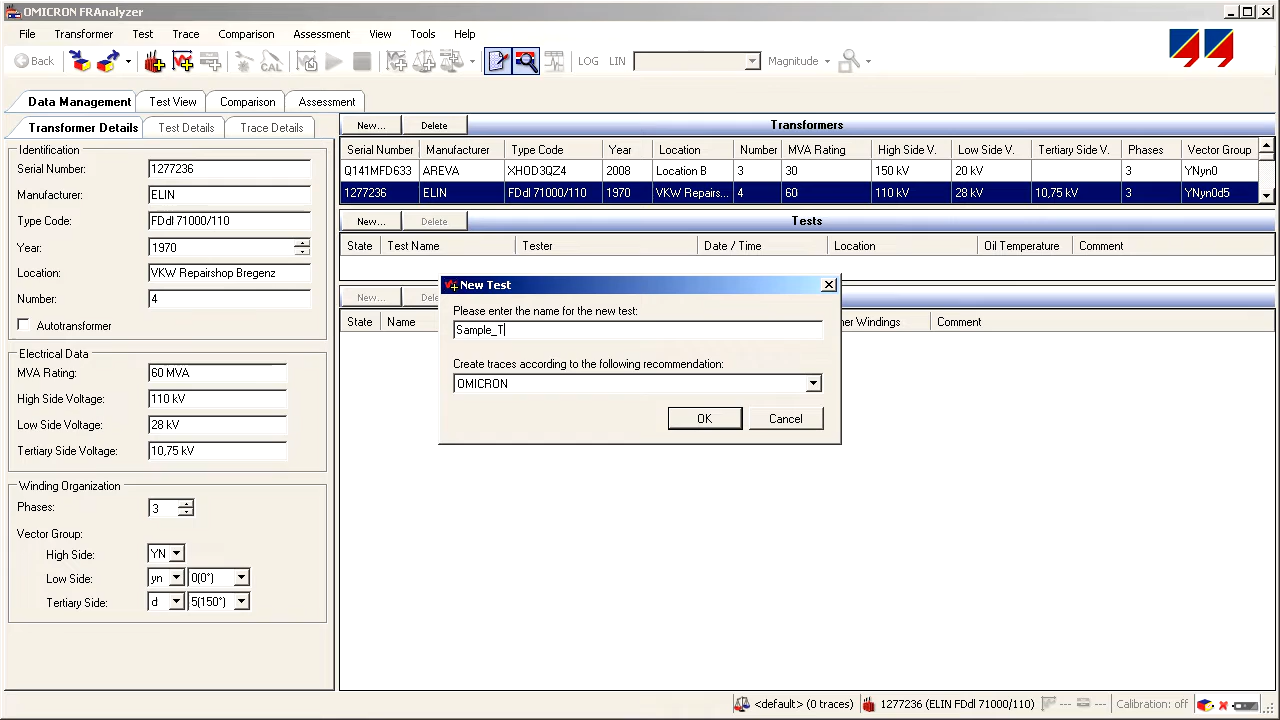 OMICRON FRAnalyzer
File Transformer Test Trace Comparison Assessment View Tools Help
Back CAL LOG LIN Magnitude
Data Management Test View Comparison Assessment
Transformer Details Test Details Trace Details
Identification
Serial Number: 1277236
Manufacturer: ELIN
Type Code: FDdl 71000/110
Year: 1970
Location: VKW Repairshop Bregenz
Number: 4
Autotransformer
Electrical Data
MVA Rating: 60 MVA
High Side Voltage: 110 kV
Low Side Voltage: 28 kV
Tertiary Side Voltage: 10,75 kV
Winding Organization
Phases: 3
Vector Group:
High Side: YN
Low Side: yn 0(0°)
Tertiary Side: d 5(150°)
New... Delete Transformers
Serial Number Manufacturer Type Code Year Location Number MVA Rating High Side V. Low Side V. Tertiary Side V. Phases Vector Group
Q141MFD633 AREVA XHOD3QZ4 2008 Location B 3 30 150 kV 20 kV 3 YNyn0
1277236 ELIN FDdl 71000/110 1970 VKW Repairs... 4 60 110 kV 28 kV 10,75 kV 3 YNyn0d5
New... Delete Tests
State Test Name Tester Date / Time Location Oil Temperature Comment
New... Dele
State Name her Windings Comment
New Test
Please enter the name for the new test:
Sample_T
Create traces according to the following recommendation:
OMICRON
OK Cancel
<default> (0 traces) 1277236 (ELIN FDdl 71000/110) --- --- Calibration: off